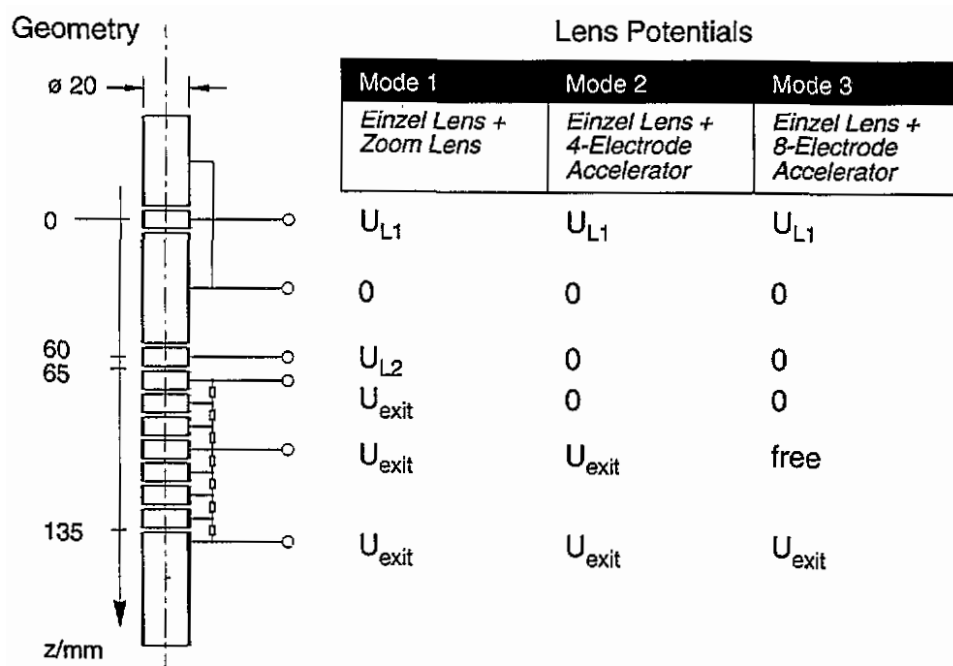 Geometry
ø 20
0
60
65
135
z/mm
Lens Potentials
Mode 1 Mode 2 Mode 3
Einzel Lens + Einzel Lens + Einzel Lens +
Zoom Lens 4-Electrode 8-Electrode
Accelerator Accelerator
U_L1 U_L1 U_L1
0 0 0
U_L2 0 0
U_exit 0 0
U_exit U_exit free
U_exit U_exit U_exit